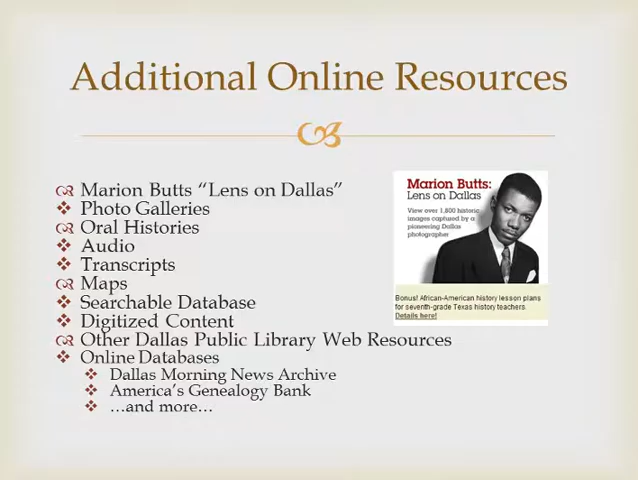 Additional Online Resources
Marion Butts “Lens on Dallas”
Photo Galleries
Oral Histories
Audio
Transcripts
Maps
Searchable Database
Digitized Content
Other Dallas Public Library Web Resources
Online Databases
Dallas Morning News Archive
America’s Genealogy Bank
…and more…
Marion Butts:
Lens on Dallas
View over 1,800 historic
images captured by a
pioneering Dallas
photographer
Bonus! African-American history lesson plans
for seventh-grade Texas history teachers.
Details here!